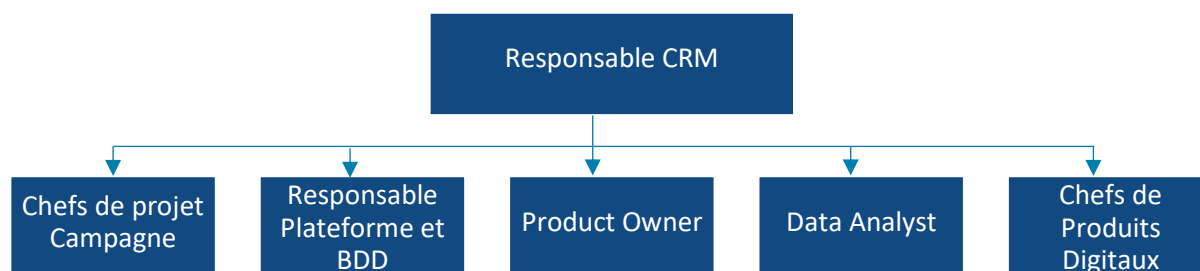 Responsable CRM
Chefs de projet
Campagne
Responsable
Plateforme et
BDD
Product Owner
Data Analyst
Chefs de
Produits
Digitaux